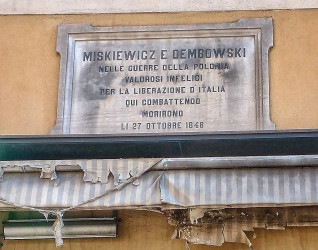 MISKIEWICZ E DEMBOWSKI
NELLE GUERRE DELLA POLONIA
VALOROSI INFELICI
PER LA LIBERAZIONE D'ITALIA
QUI COMBATTENDO
MORIRONO
LI 27 OTTOBRE 1848